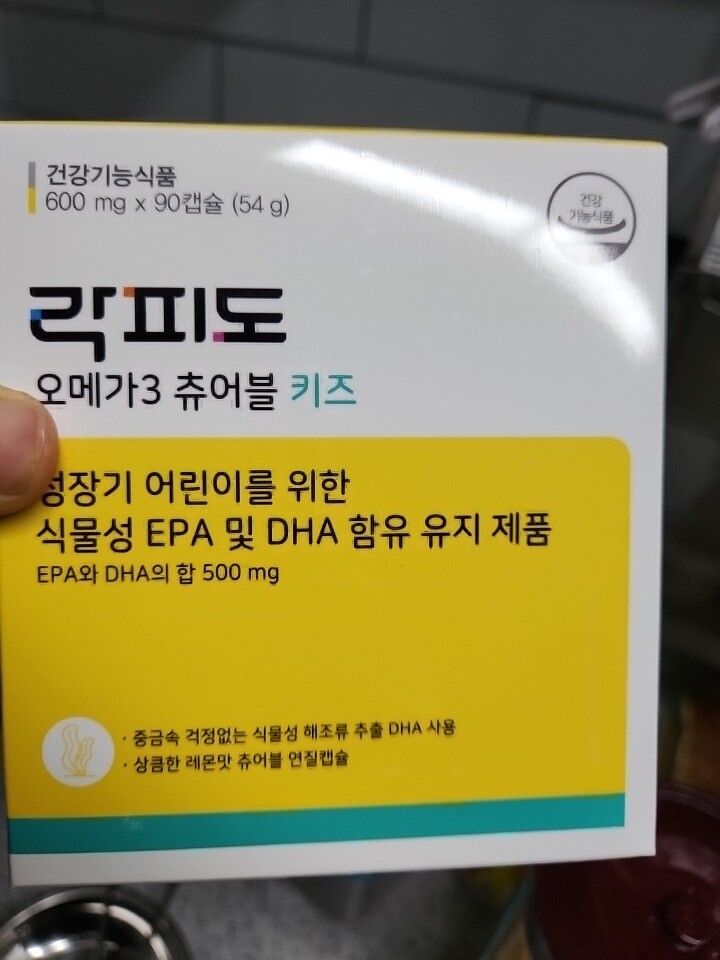 건강기능식품
600 mg x 90캡슐 (54 g)
건강
기능식품
락피도
오메가3 츄어블 키즈
성장기 어린이를 위한
식물성 EPA 및 DHA 함유 유지 제품
EPA와 DHA의 합 500 mg
· 중금속 걱정없는 식물성 해조류 추출 DHA 사용
· 상큼한 레몬맛 츄어블 연질캡슐